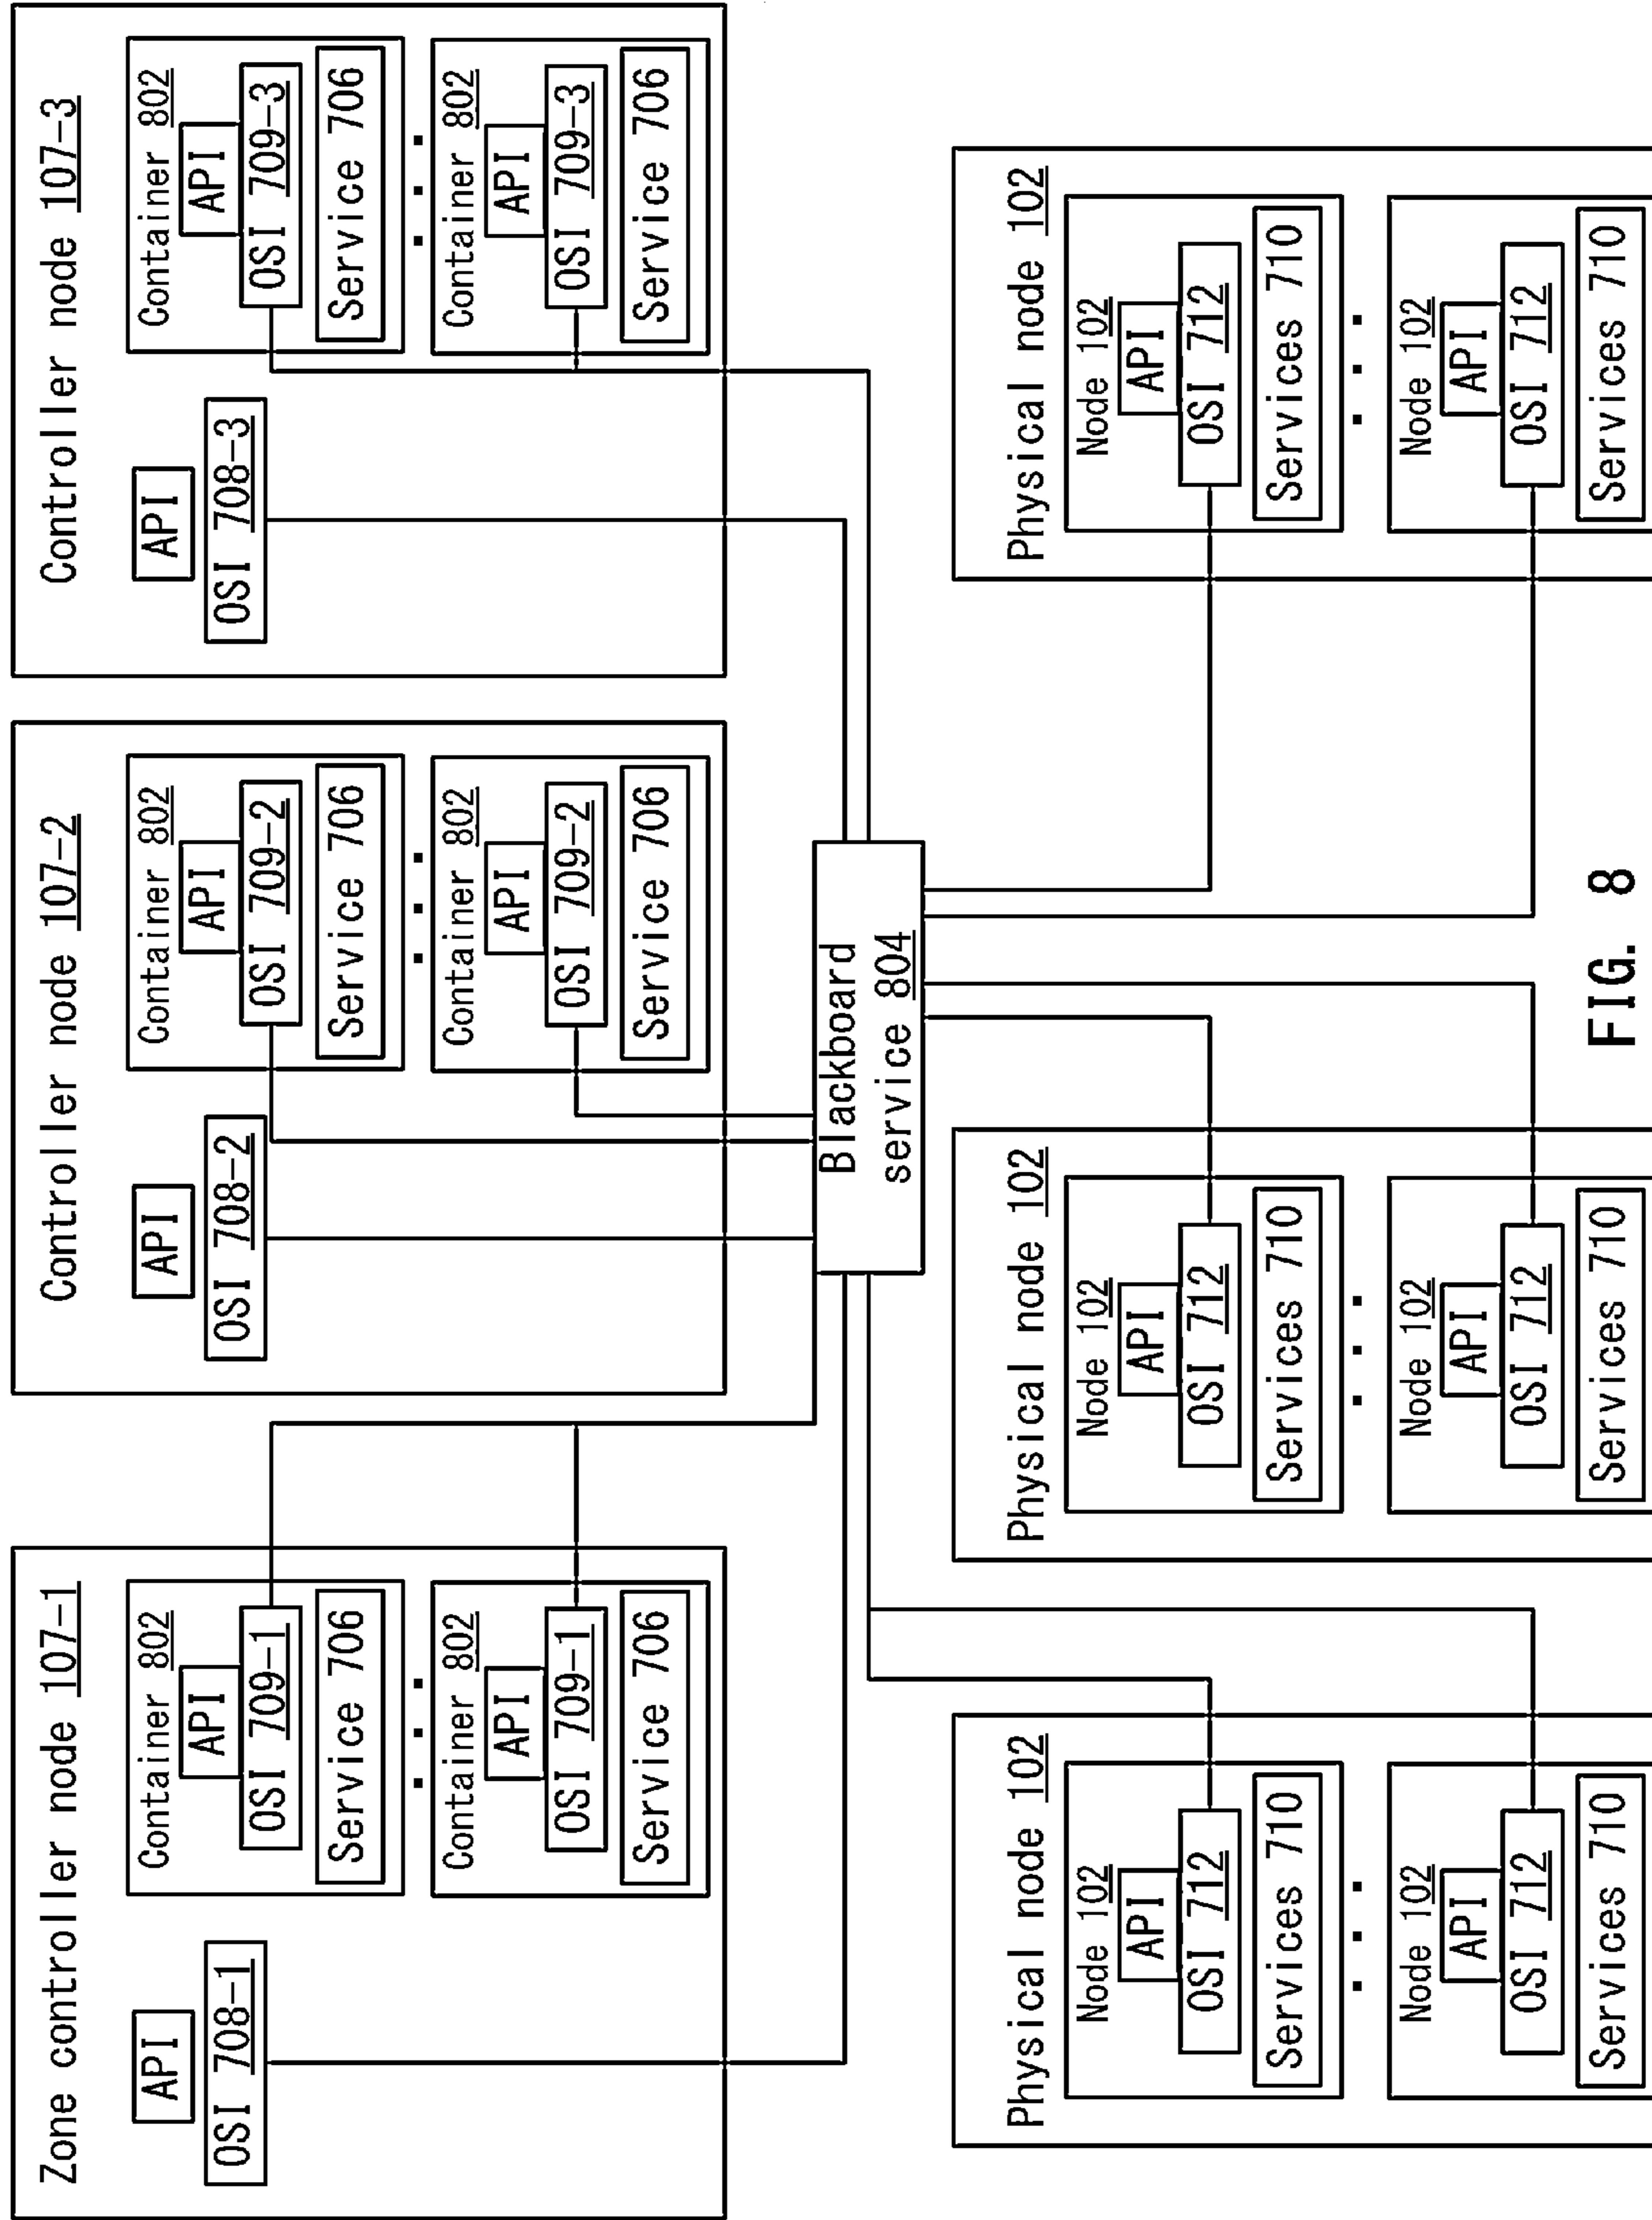 Zone controller node 107-1
API
OSI 708-1
Container 802
API
OSI 709-1
Service 706
Container 802
API
OSI 709-1
Service 706
Controller node 107-2
API
OSI 708-2
Container 802
API
OSI 709-2
Service 706
Container 802
API
OSI 709-2
Service 706
Controller node 107-3
API
OSI 708-3
Container 802
API
OSI 709-3
Service 706
Container 802
API
OSI 709-3
Service 706
Blackboard
service 804
Physical node 102
Node 102
API
OSI 712
Services 710
Node 102
API
OSI 712
Services 710
Physical node 102
Node 102
API
OSI 712
Services 710
Node 102
API
OSI 712
Services 710
Physical node 102
Node 102
API
OSI 712
Services 710
Node 102
API
OSI 712
Services 710
FIG. 8